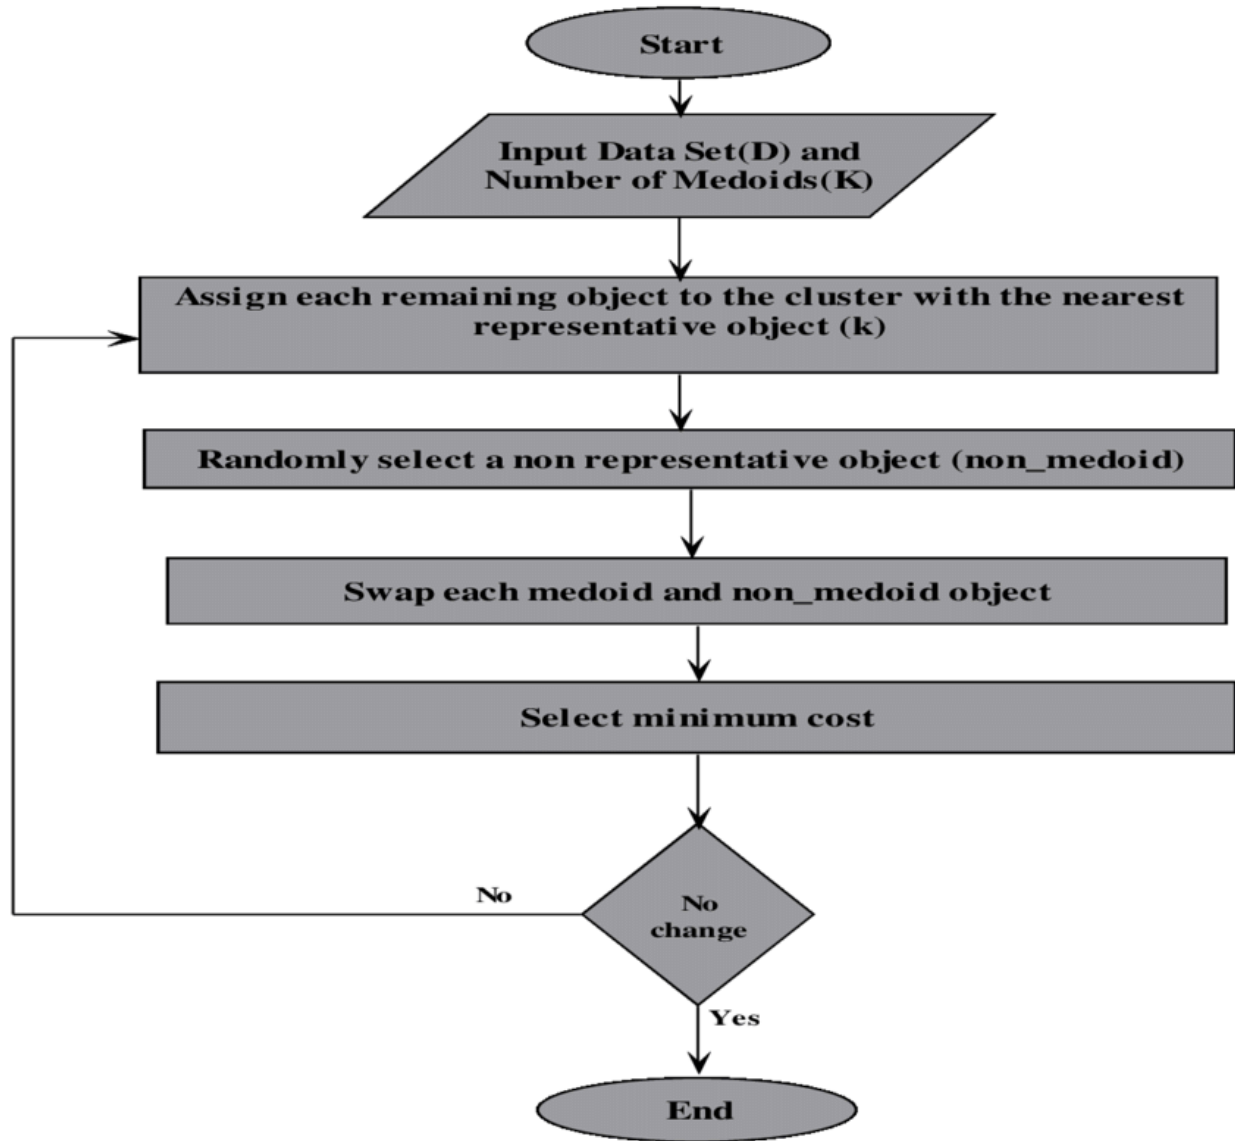 Start
Input Data Set(D) and
Number of Medoids(K)
Assign each remaining object to the cluster with the nearest
representative object (k)
Randomly select a non representative object (non_medoid)
Swap each medoid and non_medoid object
Select minimum cost
No
change
No
Yes
End